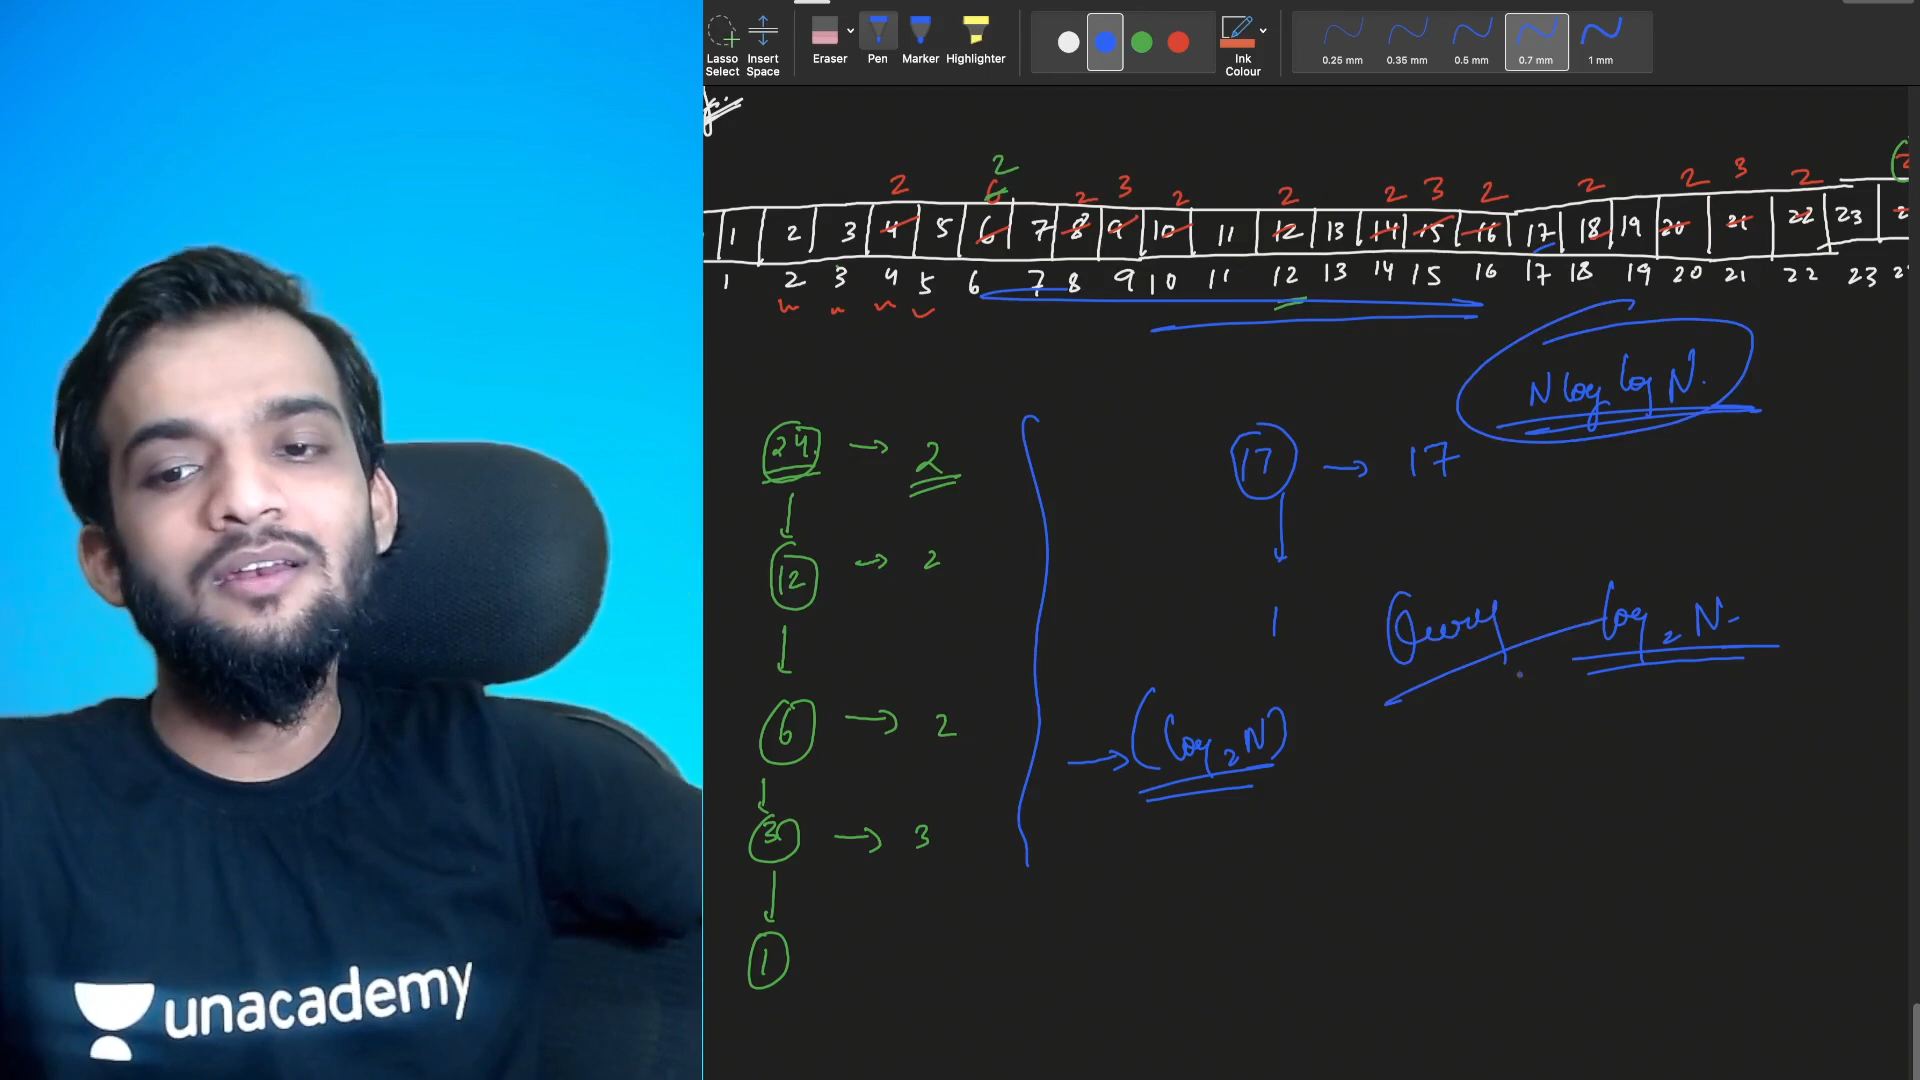 Lasso Select
Insert Space
Eraser
Pen
Marker
Highlighter
Ink Colour
0.25 mm
0.35 mm
0.5 mm
0.7 mm
1 mm
2
2 6 2 3 2 2 2 3 2 2 2 3 2
1 2 3 4 5 6 7 8 9 10 11 12 13 14 15 16 17 18 19 20 21 22 23
1 2 3 4 5 6 7 8 9 10 11 12 13 14 15 16 17 18 19 20 21 22 23
N log log N.
24 → 2
17 → 17
12 → 2
1
Query log₂ N
6 → 2
→ (log₂ N)
3 → 3
1
unacademy